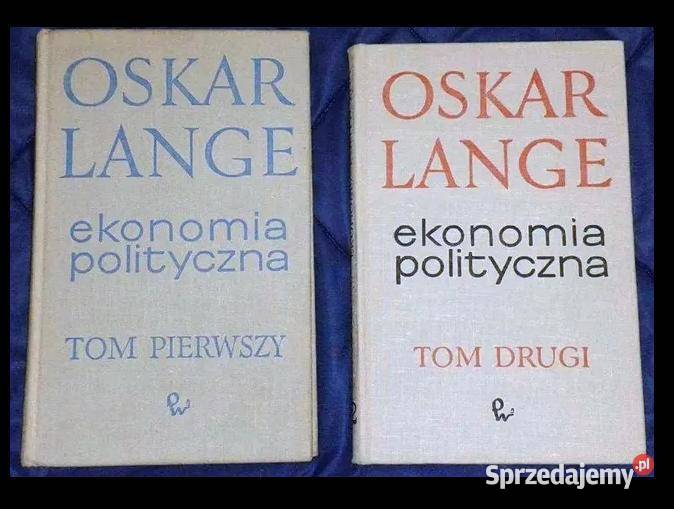 OSKAR
LANGE
ekonomia
polityczna
TOM PIERWSZY
OSKAR
LANGE
ekonomia
polityczna
TOM DRUGI
Sprzedajemy.pl